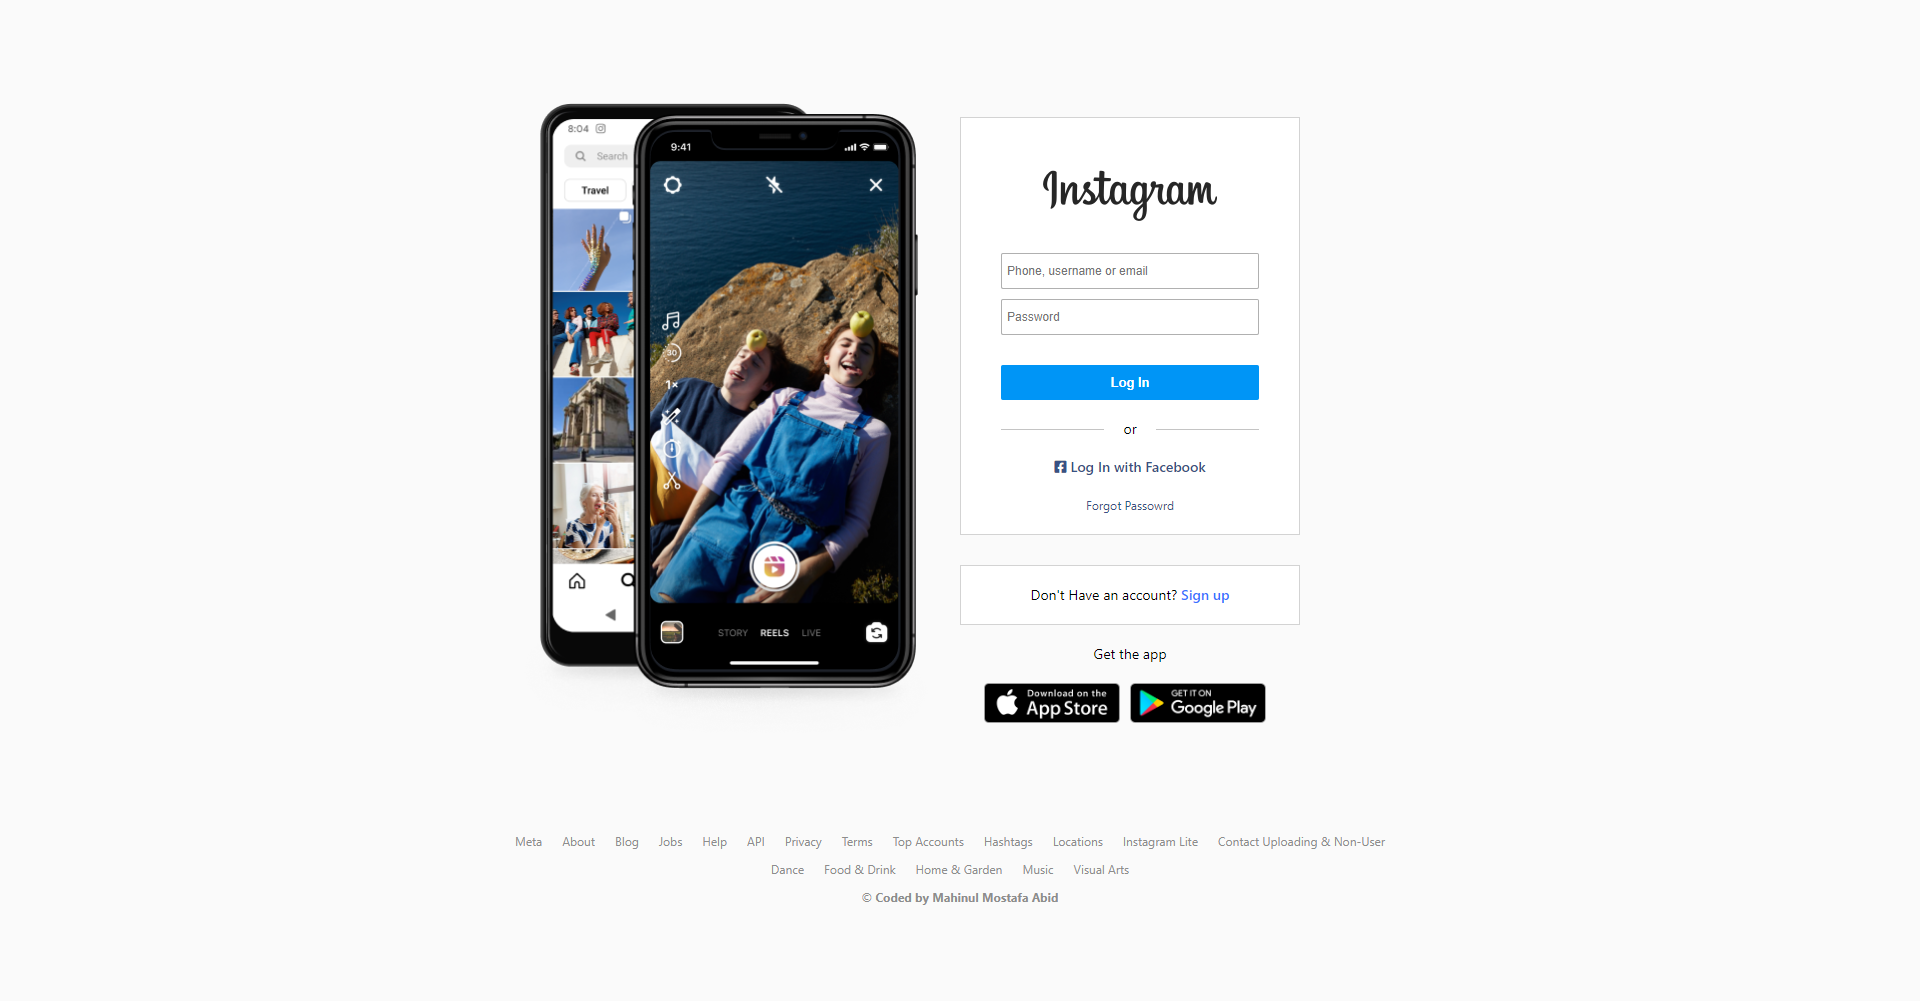 8:04
Search
Travel
9:41
30
1×
STORY REELS LIVE
Instagram
Phone, username or email
Password
Log In
or
Log In with Facebook
Forgot Passowrd
Don't Have an account? Sign up
Get the app
Download on the
App Store
GET IT ON
Google Play
Meta About Blog Jobs Help API Privacy Terms Top Accounts Hashtags Locations Instagram Lite Contact Uploading & Non-User
Dance Food & Drink Home & Garden Music Visual Arts
© Coded by Mahinul Mostafa Abid